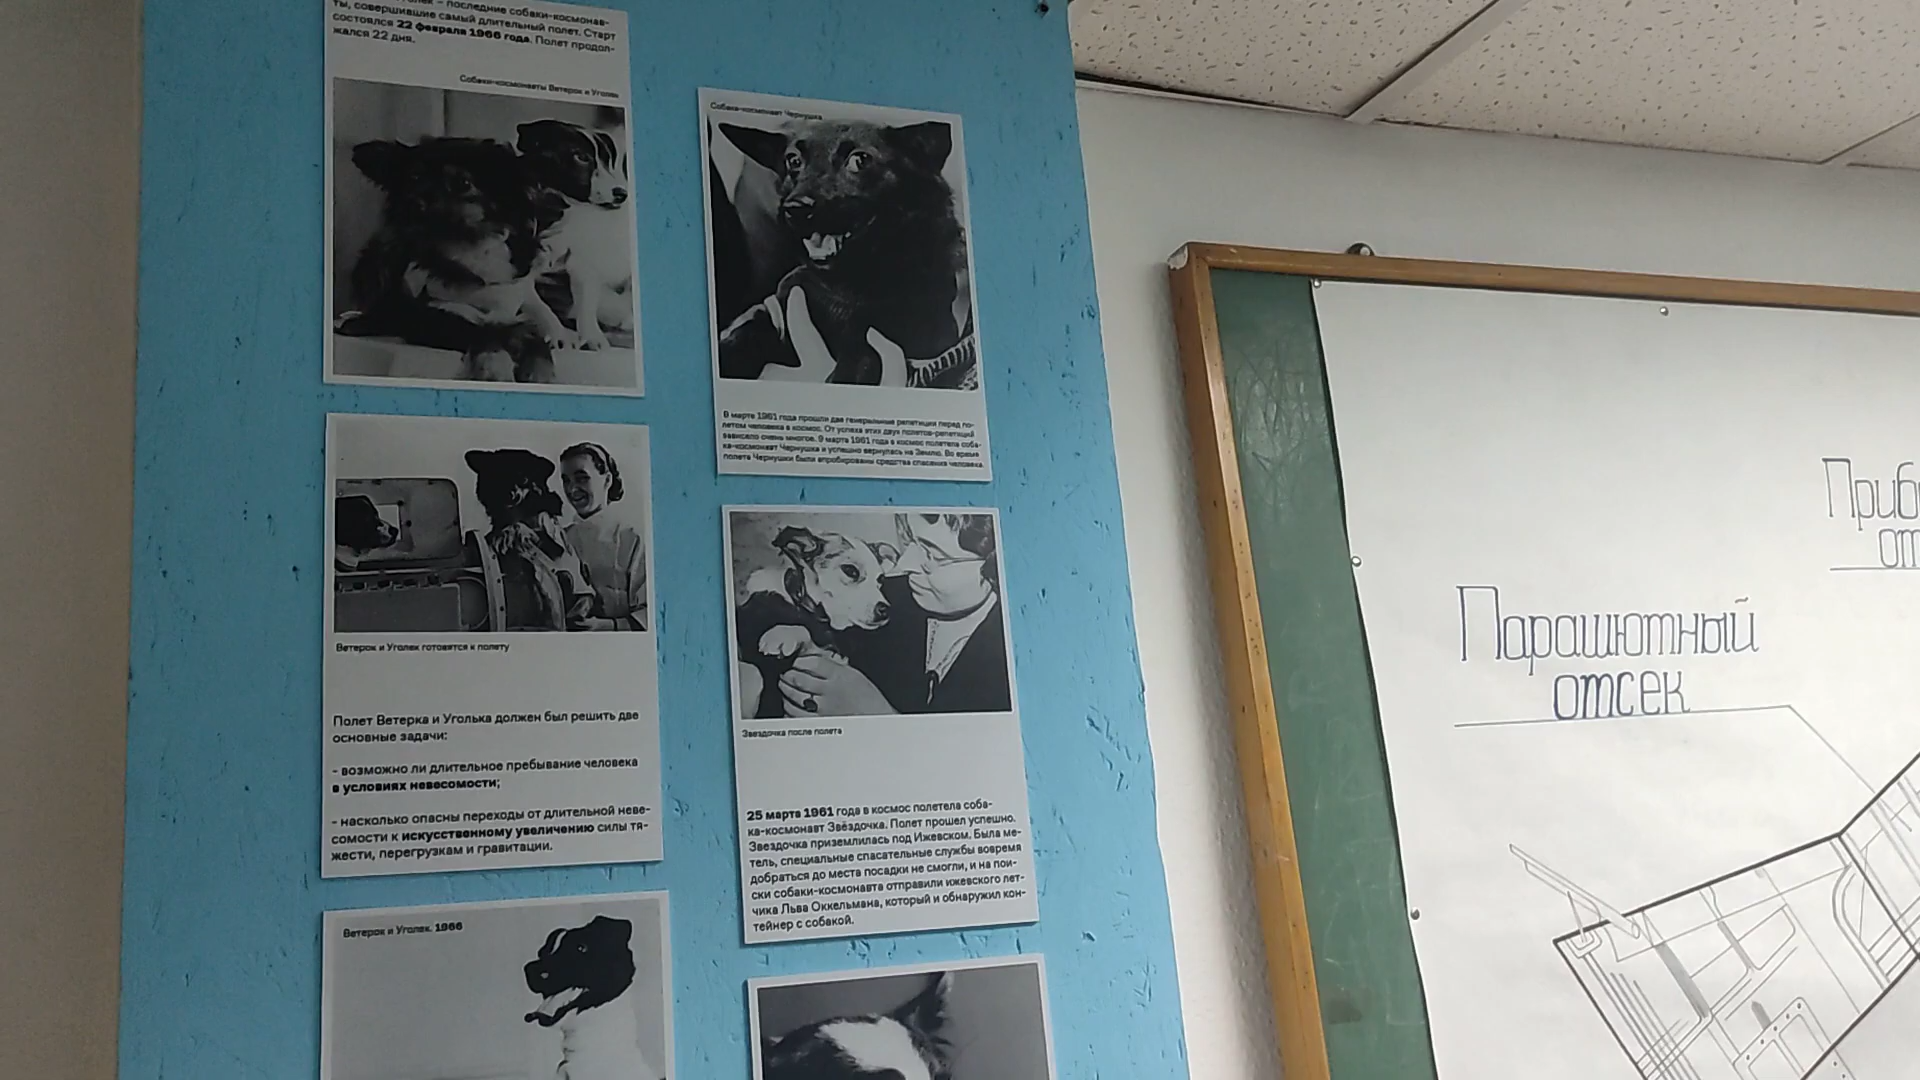 последние собаки-космонав-
ты, совершившие самый длительный полет. Старт
состоялся 22 февраля 1966 года. Полет продол-
жался 22 дня.
Собаки-космонавты Ветерок и Уголек
Ветерок и Уголек готовятся к полету
Полет Ветерка и Уголька должен был решить две
основные задачи:
- возможно ли длительное пребывание человека
в условиях невесомости;
- насколько опасны переходы от длительной неве-
сомости к искусственному увеличению силы тя-
жести, перегрузкам и гравитации.
Ветерок и Уголек. 1966
Собака-космонавт Чернушка
В марте 1961 года прошли две генеральные репетиции перед по-
летом человека в космос. От успеха этих двух полетов-репетиций
зависело очень многое. 9 марта 1961 года в космос полетела соба-
ка-космонавт Чернушка и успешно вернулась на Землю. Во время
полета Чернушки были апробированы средства спасения человека.
Звездочка после полета
25 марта 1961 года в космос полетела соба-
ка-космонавт Звёздочка. Полет прошел успешно.
Звездочка приземлилась под Ижевском. Была ме-
тель, специальные спасательные службы вовремя
добраться до места посадки не смогли, и на пои-
ски собаки-космонавта отправили ижевского лет-
чика Льва Оккельмана, который и обнаружил кон-
тейнер с собакой.
Парашютный
отсек